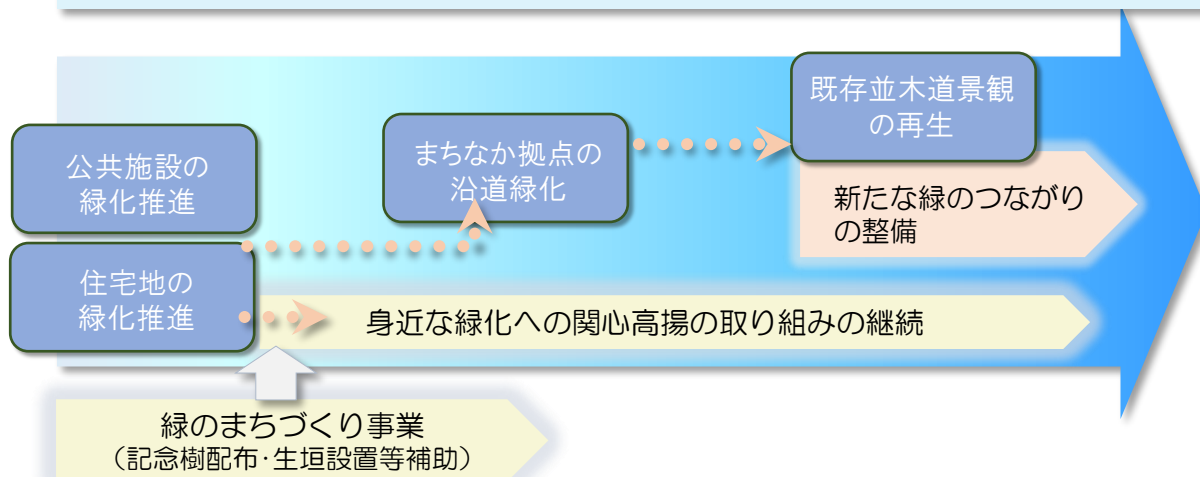 公共施設の
緑化推進
住宅地の
緑化推進
まちなか拠点の
沿道緑化
既存並木道景観
の再生
新たな緑のつながり
の整備
身近な緑化への関心高揚の取り組みの継続
緑のまちづくり事業
（記念樹配布・生垣設置等補助）